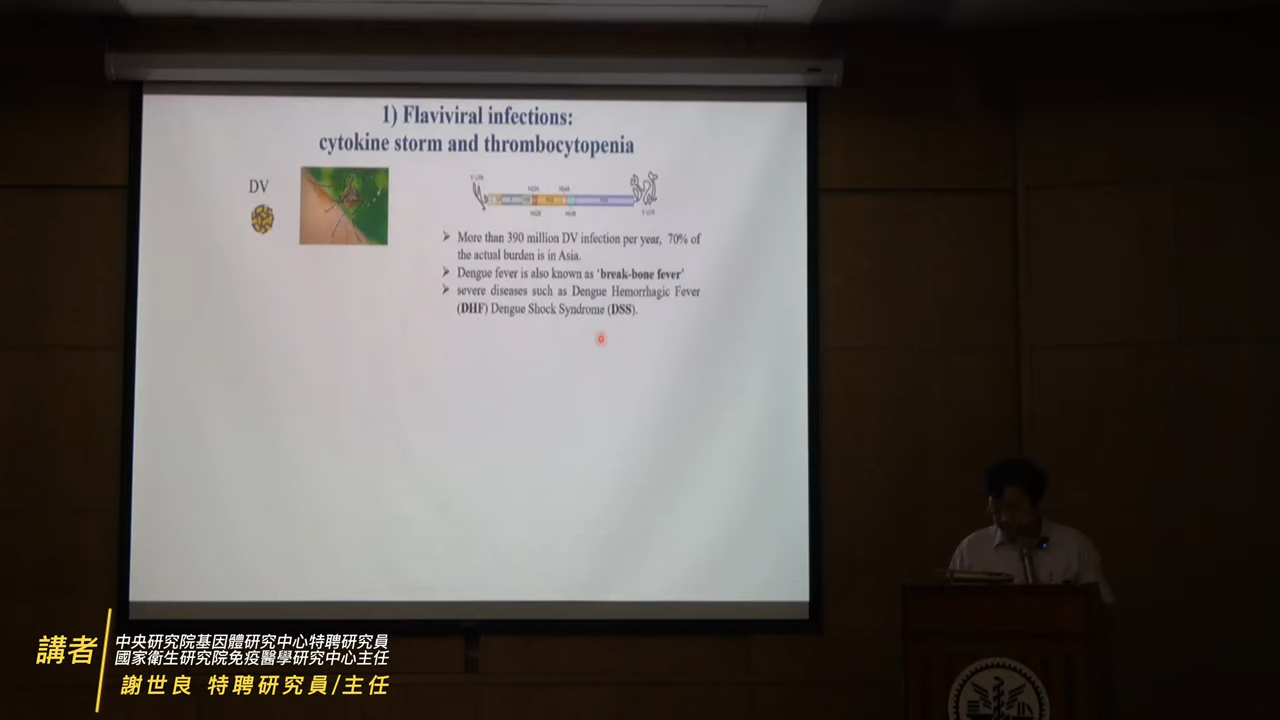 1) Flaviviral infections:
cytokine storm and thrombocytopenia
DV
➢ More than 390 million DV infection per year, 70% of
the actual burden is in Asia.
➢ Dengue fever is also known as ‘break-bone fever’
➢ severe diseases such as Dengue Hemorrhagic Fever
(DHF) Dengue Shock Syndrome (DSS).
講者
中央研究院基因體研究中心特聘研究員
國家衛生研究院免疫醫學研究中心主任
謝世良 特聘研究員/主任